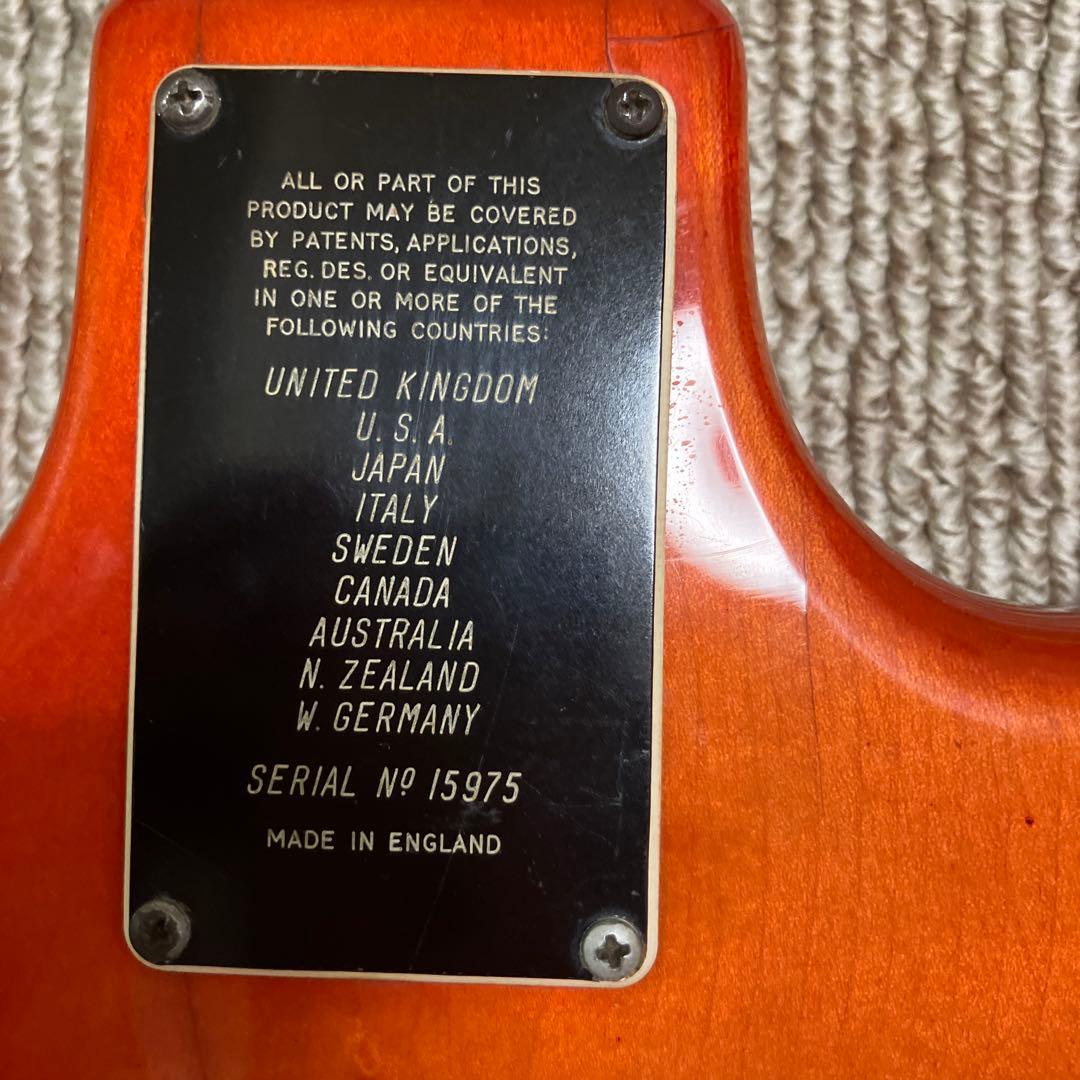 ALL OR PART OF THIS
PRODUCT MAY BE COVERED
BY PATENTS, APPLICATIONS,
REG. DES. OR EQUIVALENT
IN ONE OR MORE OF THE
FOLLOWING COUNTRIES:
UNITED KINGDOM
U. S. A.
JAPAN
ITALY
SWEDEN
CANADA
AUSTRALIA
N. ZEALAND
W. GERMANY
SERIAL Nº 15975
MADE IN ENGLAND